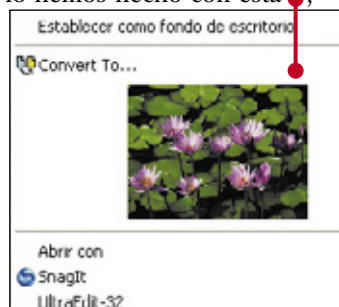 lo hemos hecho con esta
Establecer como fondo de escritorio
Convert To...
Abrir con
SnagIt
UltraEdit-32